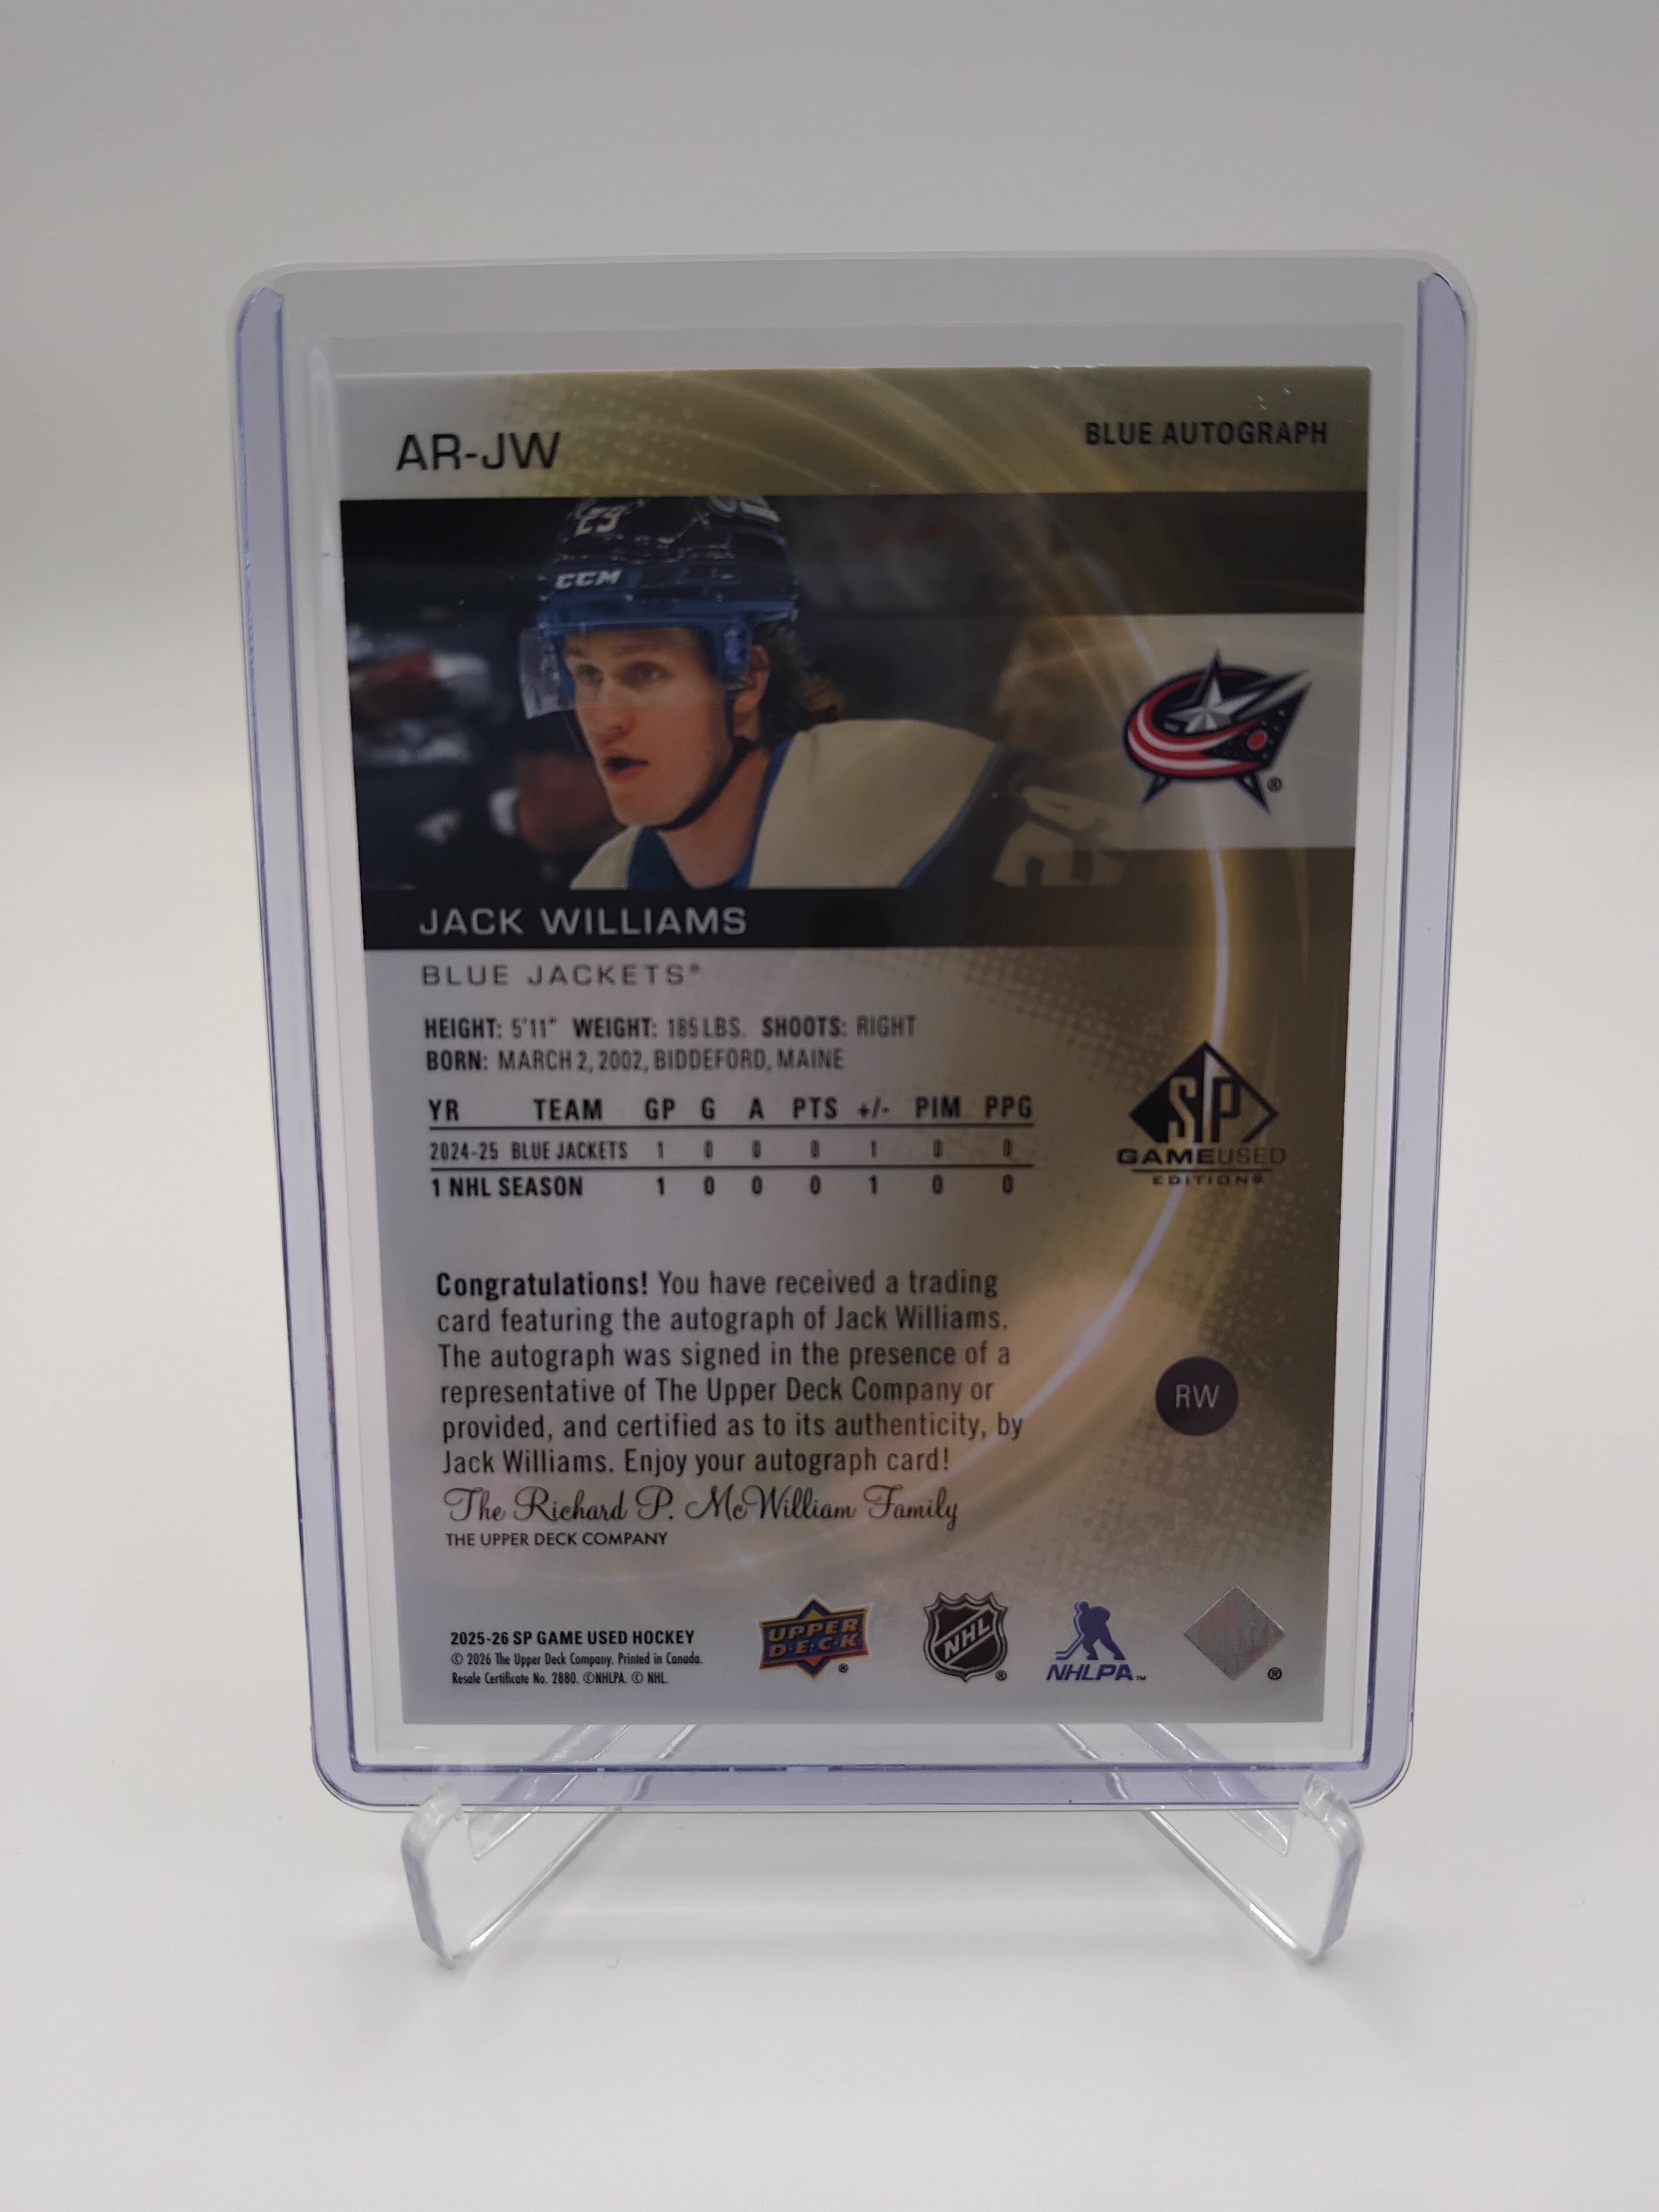 AR-JW
BLUE AUTOGRAPH
23
CCM
JACK WILLIAMS
BLUE JACKETS®
HEIGHT: 5'11" WEIGHT: 185 LBS. SHOOTS: RIGHT
BORN: MARCH 2, 2002, BIDDEFORD, MAINE
YR TEAM GP G A PTS +/- PIM PPG
2024-25 BLUE JACKETS 1 0 0 0 1 0 0
1 NHL SEASON 1 0 0 0 1 0 0
SP
GAMEUSED
EDITION®
Congratulations! You have received a trading
card featuring the autograph of Jack Williams.
The autograph was signed in the presence of a
representative of The Upper Deck Company or
provided, and certified as to its authenticity, by
Jack Williams. Enjoy your autograph card!
RW
The Richard P. McWilliam Family
THE UPPER DECK COMPANY
2025-26 SP GAME USED HOCKEY
© 2026 The Upper Deck Company. Printed in Canada.
Resale Certificate No. 2880. ©NHLPA. © NHL.
UPPER
D·E·C·K
®
NHL
®
NHLPA™
®